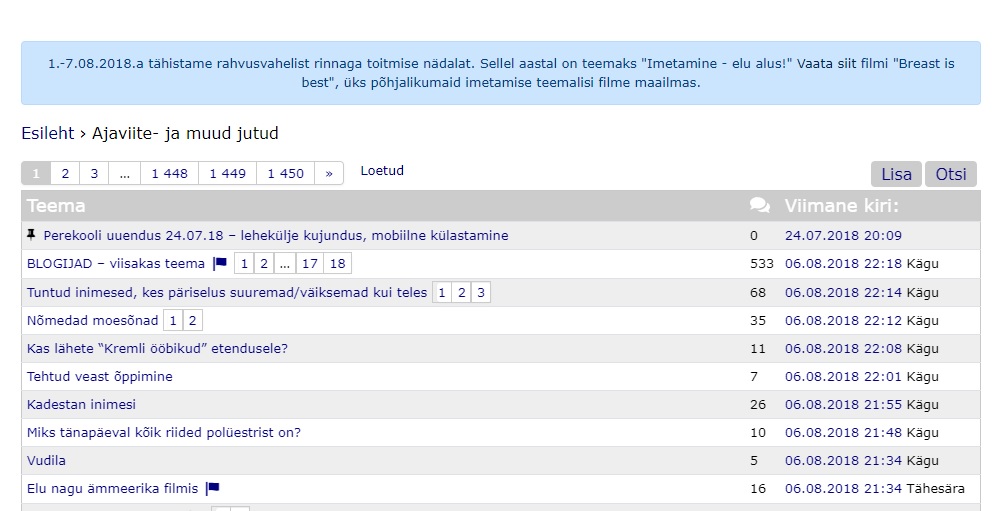 1.-7.08.2018.a tähistame rahvusvahelist rinnaga toitmise nädalat. Sellel aastal on teemaks "Imetamine - elu alus!" Vaata siit filmi "Breast is
best", üks põhjalikumaid imetamise teemalisi filme maailmas.
Esileht › Ajaviite- ja muud jutud
1 2 3 ... 1 448 1 449 1 450 » Loetud Lisa Otsi
Teema Viimane kiri:
Perekooli uuendus 24.07.18 – lehekülje kujundus, mobiilne külastamine 0 24.07.2018 20:09
BLOGIJAD – viisakas teema 1 2 ... 17 18 533 06.08.2018 22:18 Kägu
Tuntud inimesed, kes päriselus suuremad/väiksemad kui teles 1 2 3 68 06.08.2018 22:14 Kägu
Nõmedad moesõnad 1 2 35 06.08.2018 22:12 Kägu
Kas lähete “Kremli ööbikud” etendusele? 11 06.08.2018 22:08 Kägu
Tehtud veast õppimine 7 06.08.2018 22:01 Kägu
Kadestan inimesi 26 06.08.2018 21:55 Kägu
Miks tänapäeval kõik riided polüestrist on? 10 06.08.2018 21:48 Kägu
Vudila 5 06.08.2018 21:34 Kägu
Elu nagu ämmeerika filmis 16 06.08.2018 21:34 Tähesära